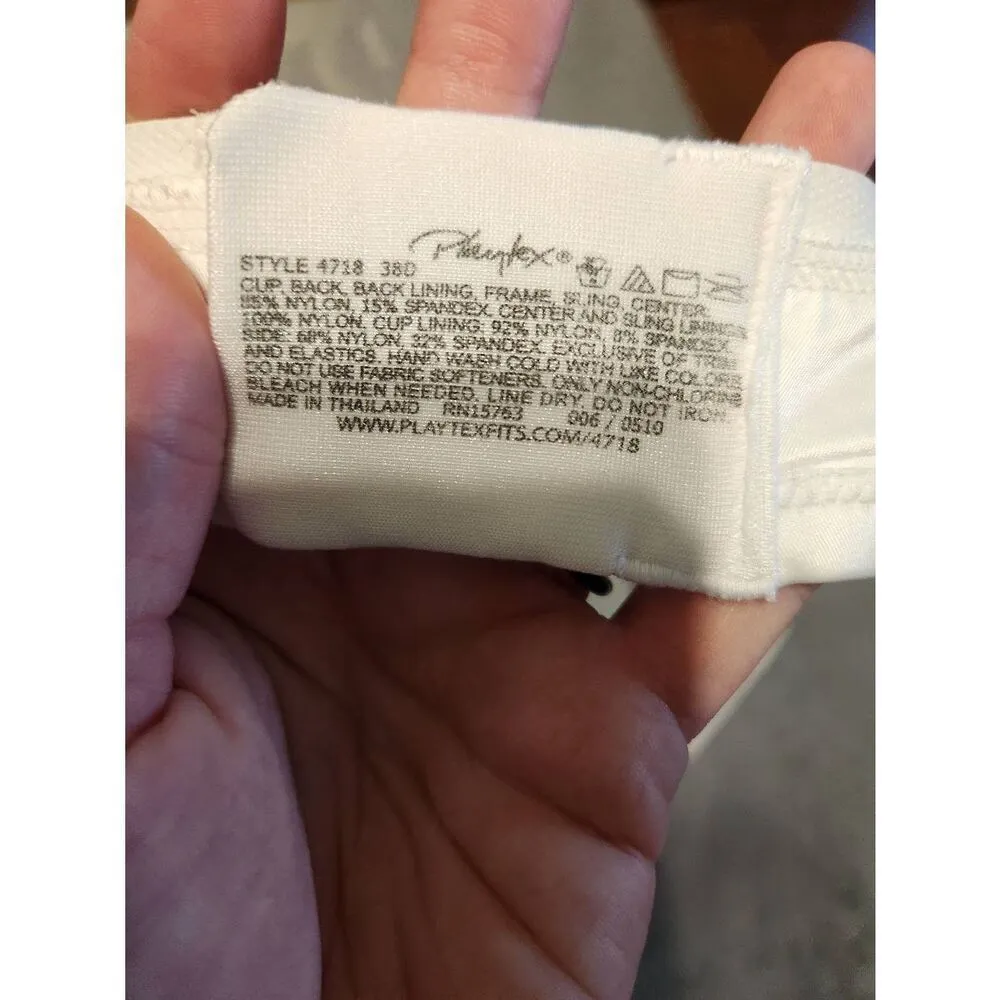 Playtex®
STYLE 4718 38D
CUP, BACK, BACK LINING, FRAME, SLING, CENTER:
85% NYLON, 15% SPANDEX. CENTER AND SLING LININGS:
100% NYLON. CUP LINING: 92% NYLON, 8% SPANDEX.
SIDE: 68% NYLON, 32% SPANDEX. EXCLUSIVE OF TRIM
AND ELASTICS. HAND WASH COLD WITH LIKE COLORS.
DO NOT USE FABRIC SOFTENERS. ONLY NON-CHLORINE
BLEACH WHEN NEEDED. LINE DRY. DO NOT IRON.
MADE IN THAILAND RN15763 006 / 0510
WWW.PLAYTEXFITS.COM/4718